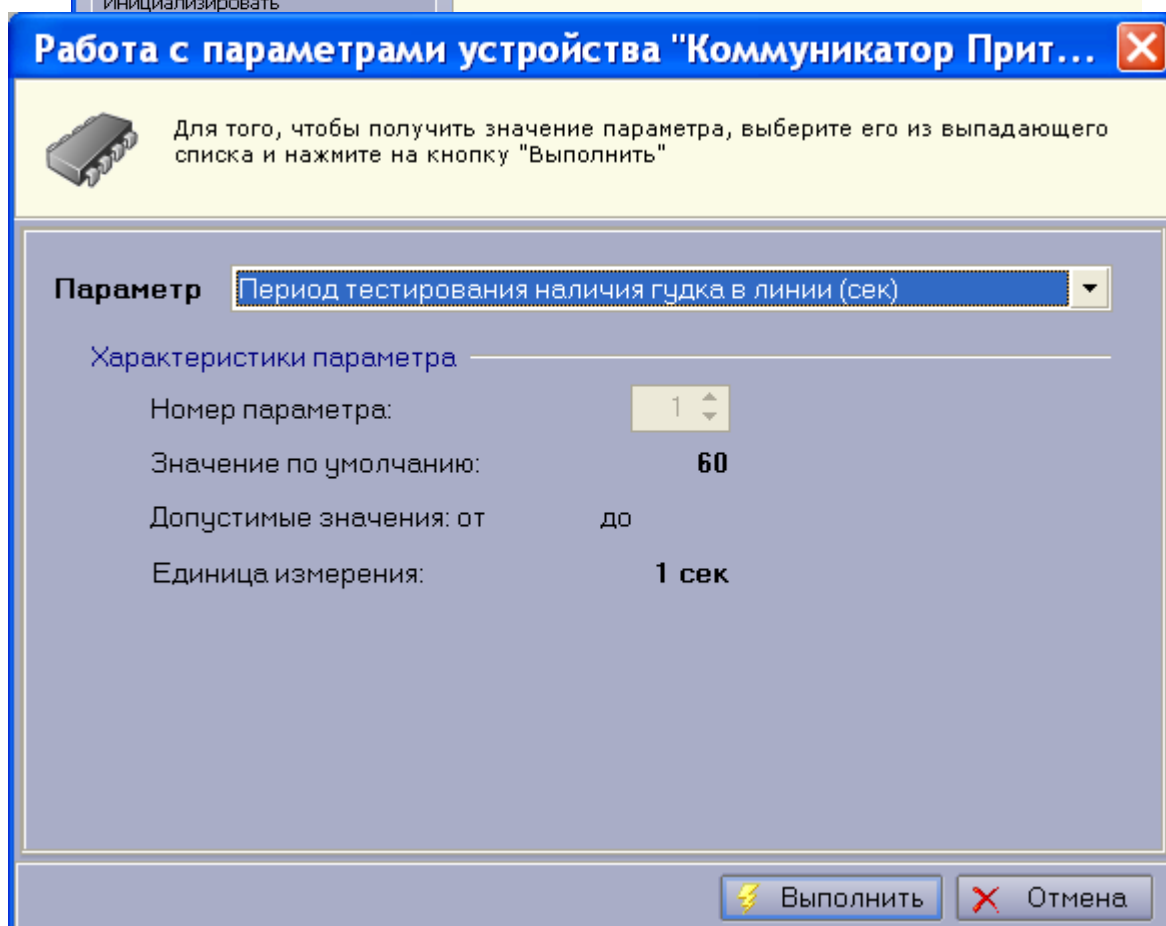 Инициализировать
Работа с параметрами устройства "Коммуникатор Прит...
Для того, чтобы получить значение параметра, выберите его из выпадающего
списка и нажмите на кнопку "Выполнить"
Параметр Период тестирования наличия гудка в линии (сек)
Характеристики параметра
Номер параметра: 1
Значение по умолчанию: 60
Допустимые значения: от до
Единица измерения: 1 сек
Выполнить Отмена